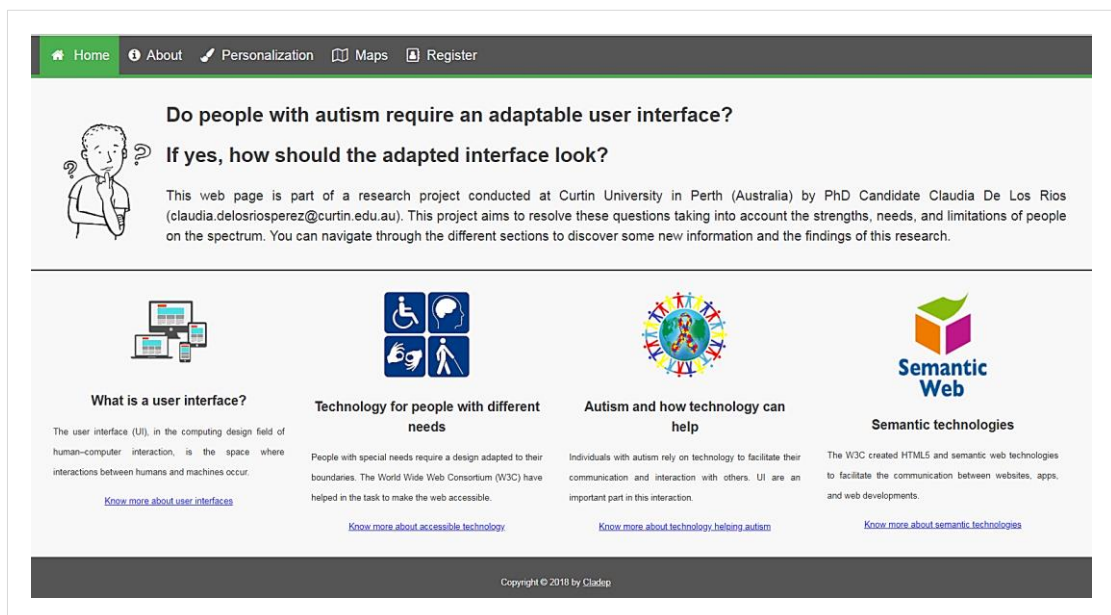 Home About Personalization Maps Register
Do people with autism require an adaptable user interface?
If yes, how should the adapted interface look?
This web page is part of a research project conducted at Curtin University in Perth (Australia) by PhD Candidate Claudia De Los Rios
(claudia.delosriosperez@curtin.edu.au). This project aims to resolve these questions taking into account the strengths, needs, and limitations of people
on the spectrum. You can navigate through the different sections to discover some new information and the findings of this research.
What is a user interface?
The user interface (UI), in the computing design field of
human–computer interaction, is the space where
interactions between humans and machines occur.
Know more about user interfaces
Technology for people with different
needs
People with special needs require a design adapted to their
boundaries. The World Wide Web Consortium (W3C) have
helped in the task to make the web accessible.
Know more about accessible technology
Autism and how technology can
help
Individuals with autism rely on technology to facilitate their
communication and interaction with others. UI are an
important part in this interaction.
Know more about technology helping autism
Semantic
Web
Semantic technologies
The W3C created HTML5 and semantic web technologies
to facilitate the communication between websites, apps,
and web developments.
Know more about semantic technologies
Copyright © 2018 by Cladep